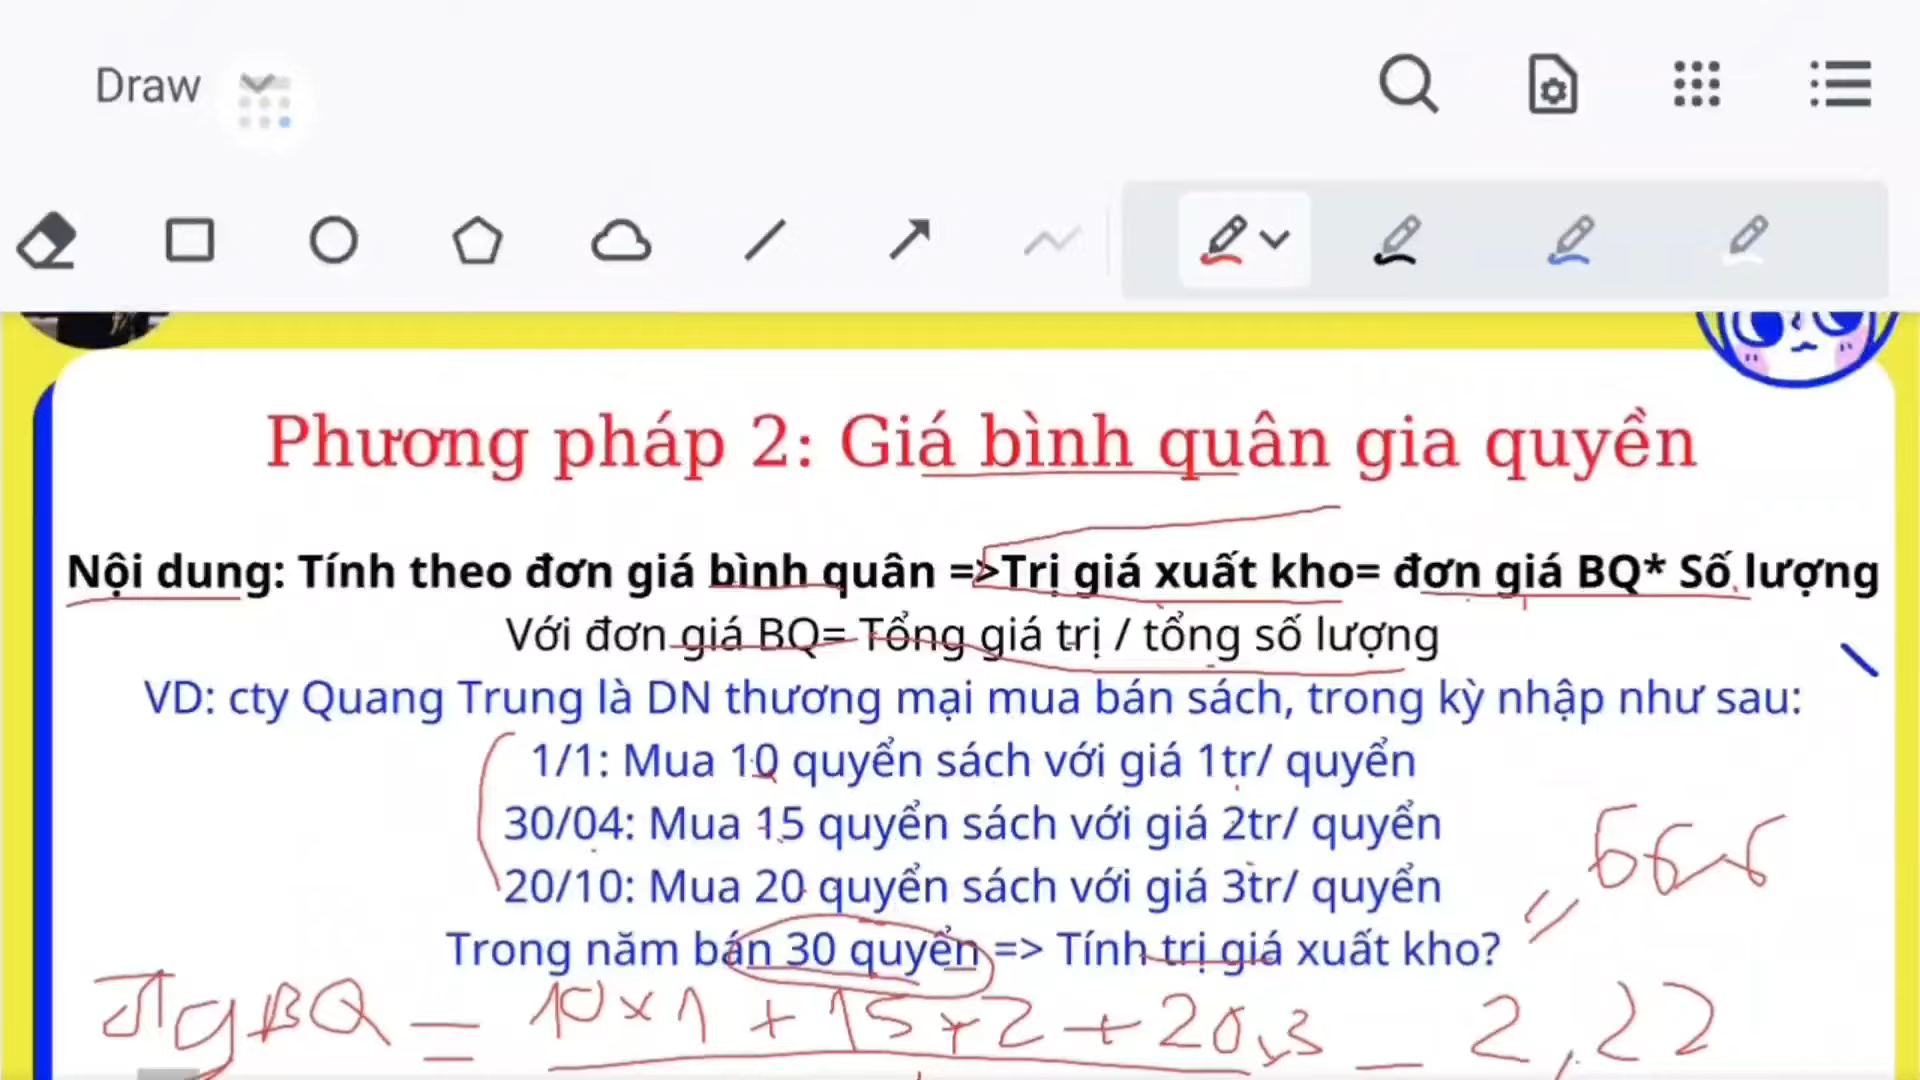 Draw
Phương pháp 2: Giá bình quân gia quyền
Nội dung: Tính theo đơn giá bình quân =>Trị giá xuất kho= đơn giá BQ* Số lượng
Với đơn giá BQ= Tổng giá trị / tổng số lượng
VD: cty Quang Trung là DN thương mại mua bán sách, trong kỳ nhập như sau:
1/1: Mua 10 quyển sách với giá 1tr/ quyển
30/04: Mua 15 quyển sách với giá 2tr/ quyển
20/10: Mua 20 quyển sách với giá 3tr/ quyển
Trong năm bán 30 quyển => Tính trị giá xuất kho?
BQ = 10x1 + 15x2 + 20x3 = 2,22